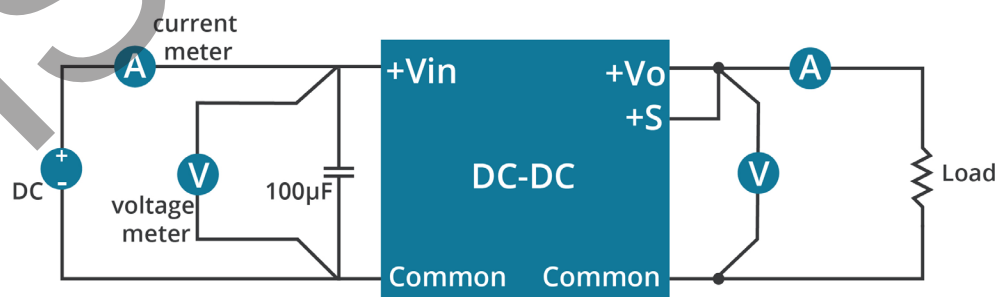 current
meter
A
+Vin
+Vo
A
+S
+
-
DC
V
100µF
DC-DC
V
Load
voltage
meter
Common
Common